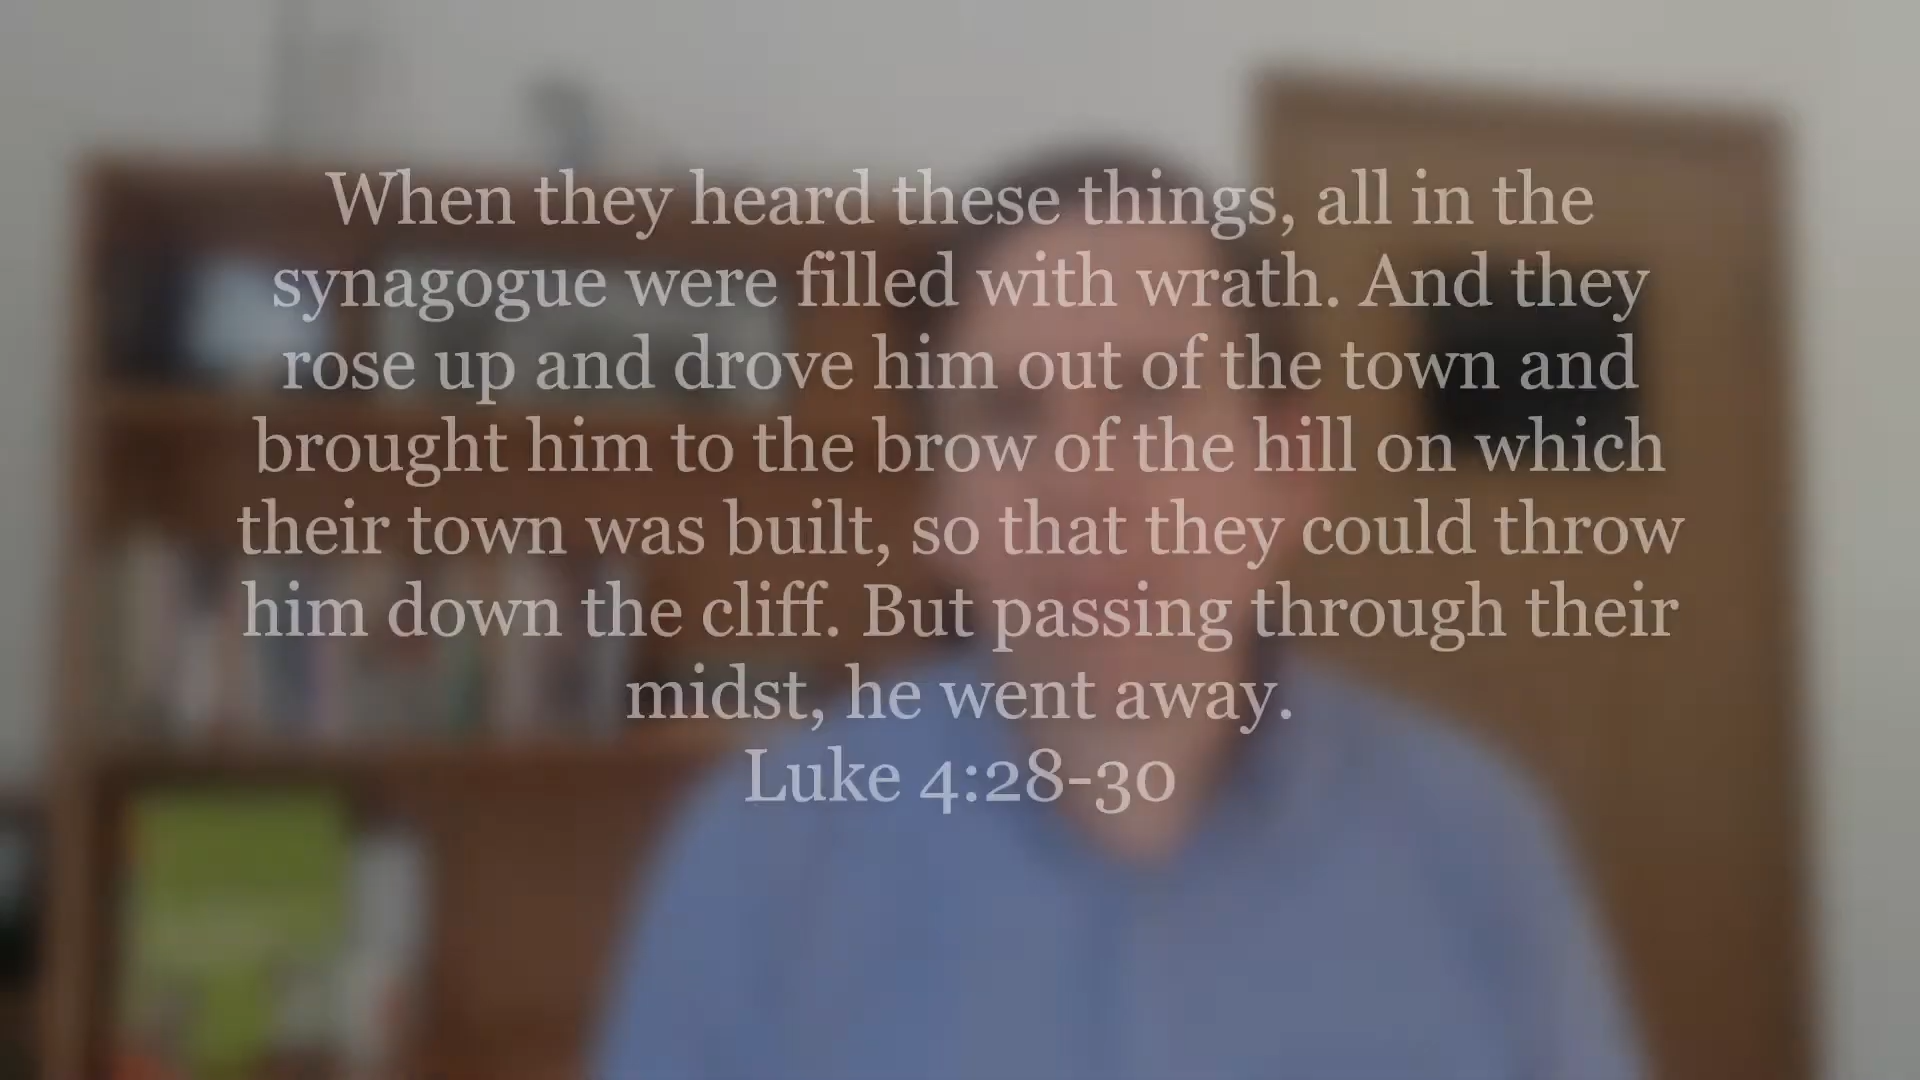 When they heard these things, all in the
synagogue were filled with wrath. And they
rose up and drove him out of the town and
brought him to the brow of the hill on which
their town was built, so that they could throw
him down the cliff. But passing through their
midst, he went away.
Luke 4:28-30